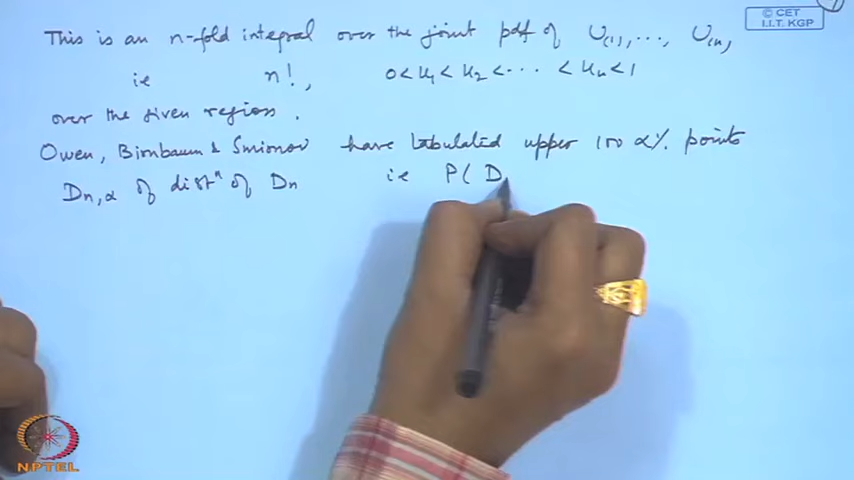 © CET
I.I.T. KGP
This is an n-fold integral over the joint pdf of U(1), ..., U(n),
ie n!, 0 < u1 < u2 < ... < un < 1
over the given region.
Owen, Birnbaum & Smirnov have tabulated upper 100 α% points
Dn,α of distn of Dn ie P( D
NPTEL